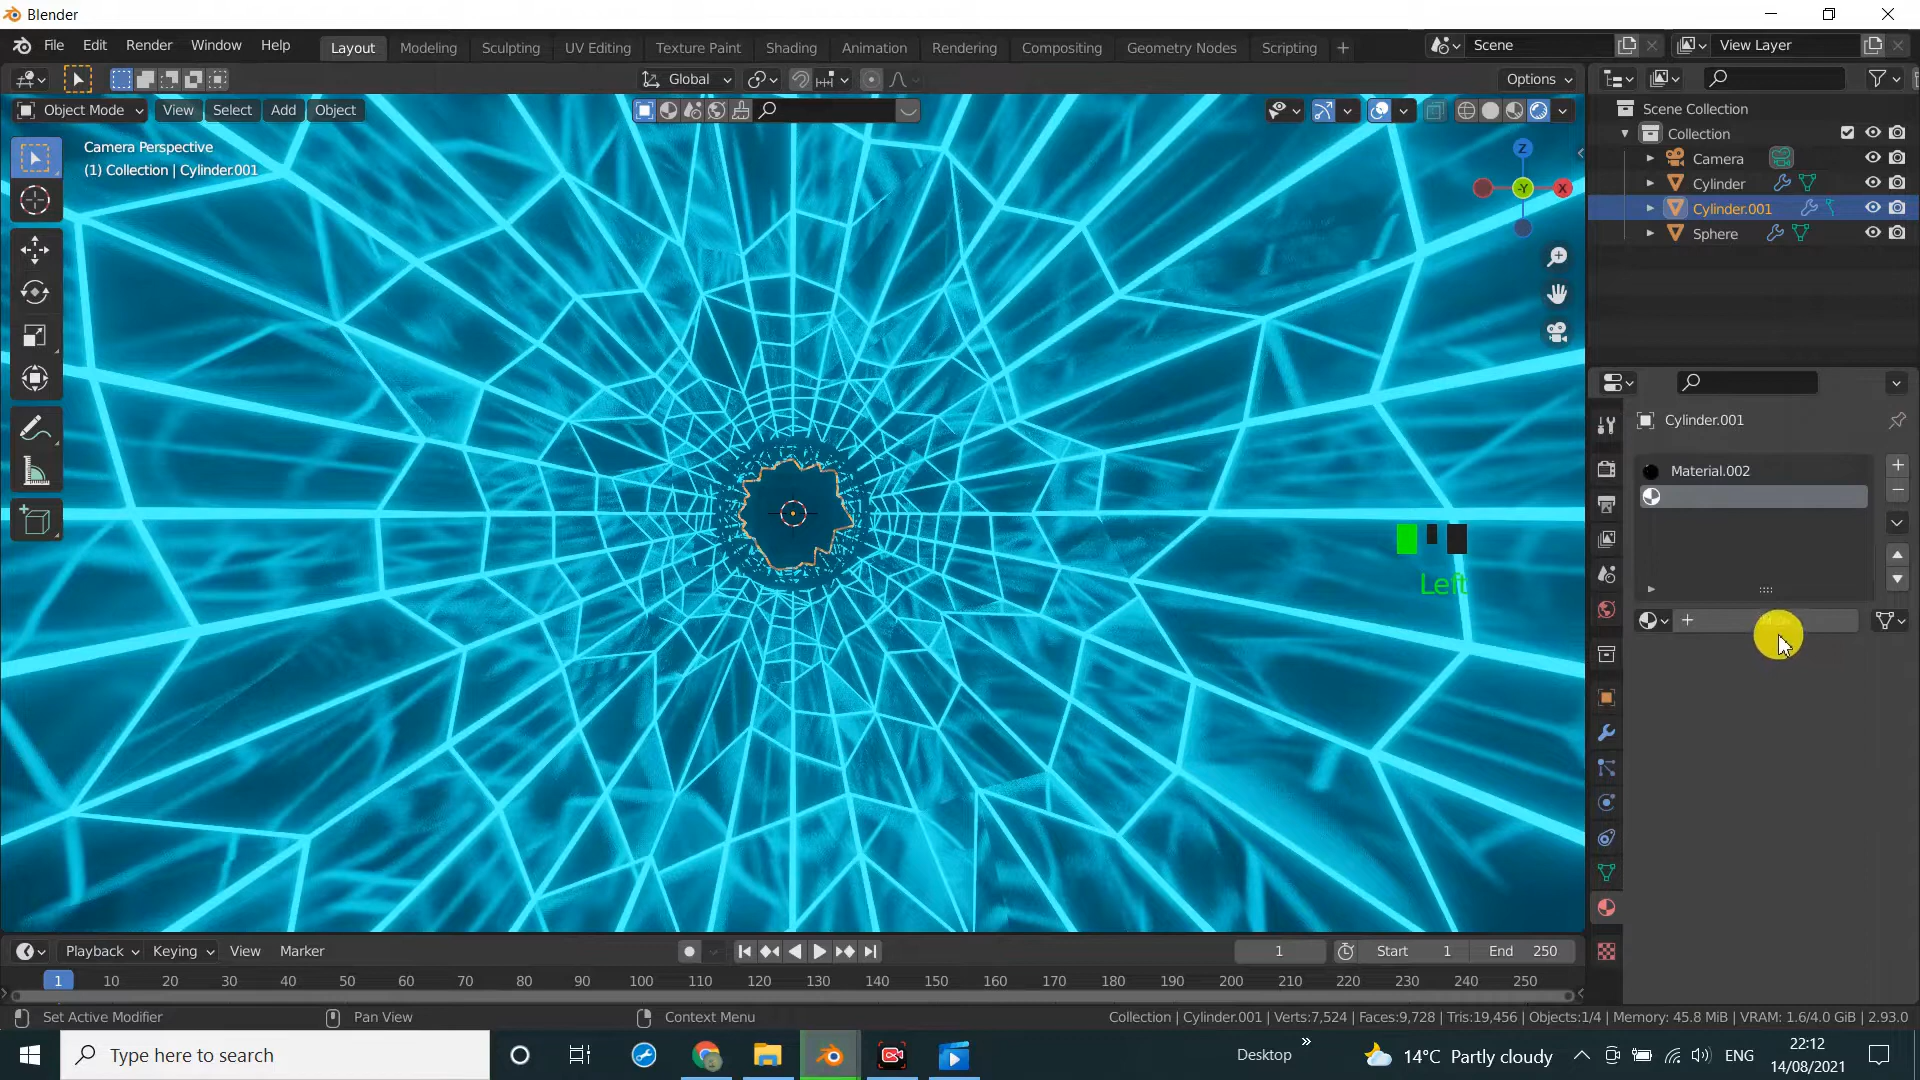 Blender
File Edit Render Window Help
Layout Modeling Sculpting UV Editing Texture Paint Shading Animation Rendering Compositing Geometry Nodes Scripting
Scene
View Layer
Global
Options
Object Mode View Select Add Object
Camera Perspective
(1) Collection | Cylinder.001
Z
-Y
X
Left
Scene Collection
Collection
Camera
Cylinder
Cylinder.001
Sphere
Cylinder.001
Material.002
Playback Keying View Marker
1
Start 1
End 250
1 10 20 30 40 50 60 70 80 90 100 110 120 130 140 150 160 170 180 190 200 210 220 230 240 250
Set Active Modifier
Pan View
Context Menu
Collection | Cylinder.001 | Verts:7,524 | Faces:9,728 | Tris:19,456 | Objects:1/4 | Memory: 45.8 MiB | VRAM: 1.6/4.0 GiB | 2.93.0
Type here to search
Desktop
14°C Partly cloudy
ENG
22:12
14/08/2021